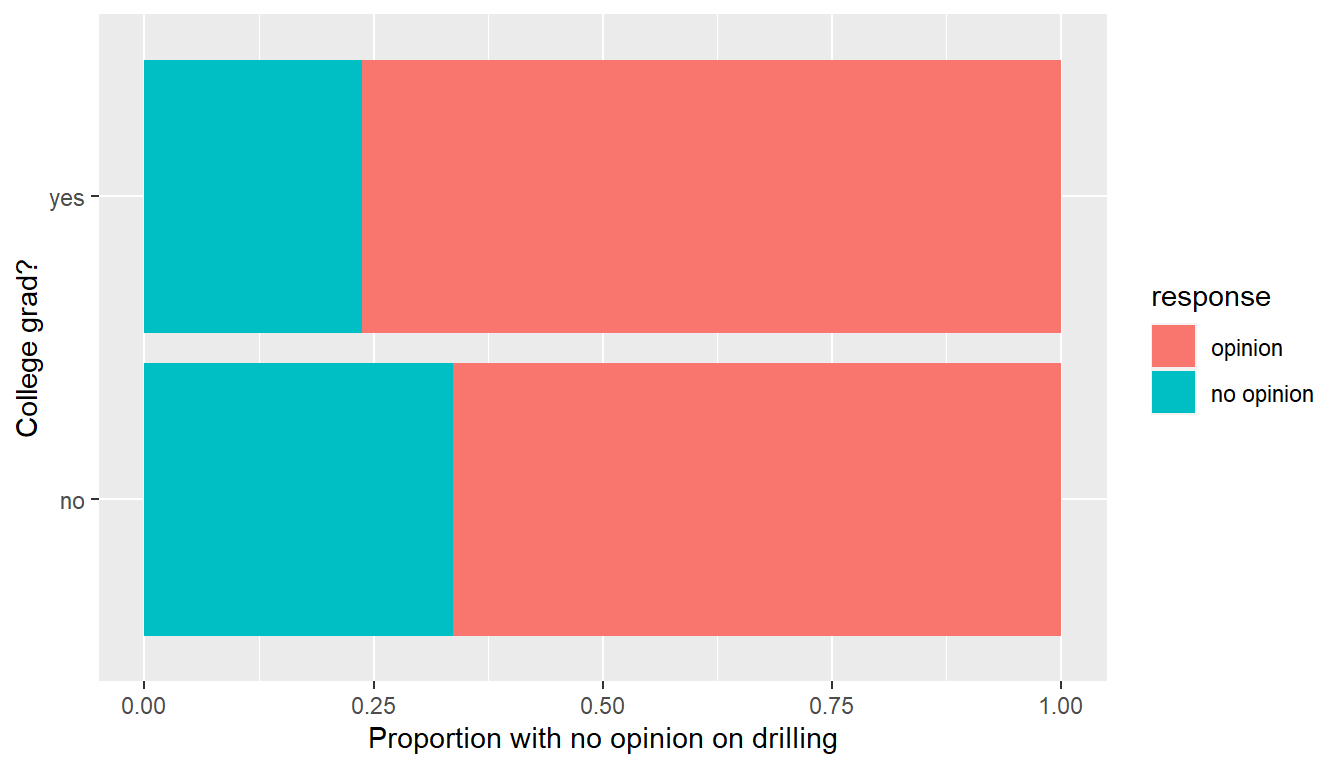 College grad?
yes
no
0.00 0.25 0.50 0.75 1.00
Proportion with no opinion on drilling
response
opinion
no opinion